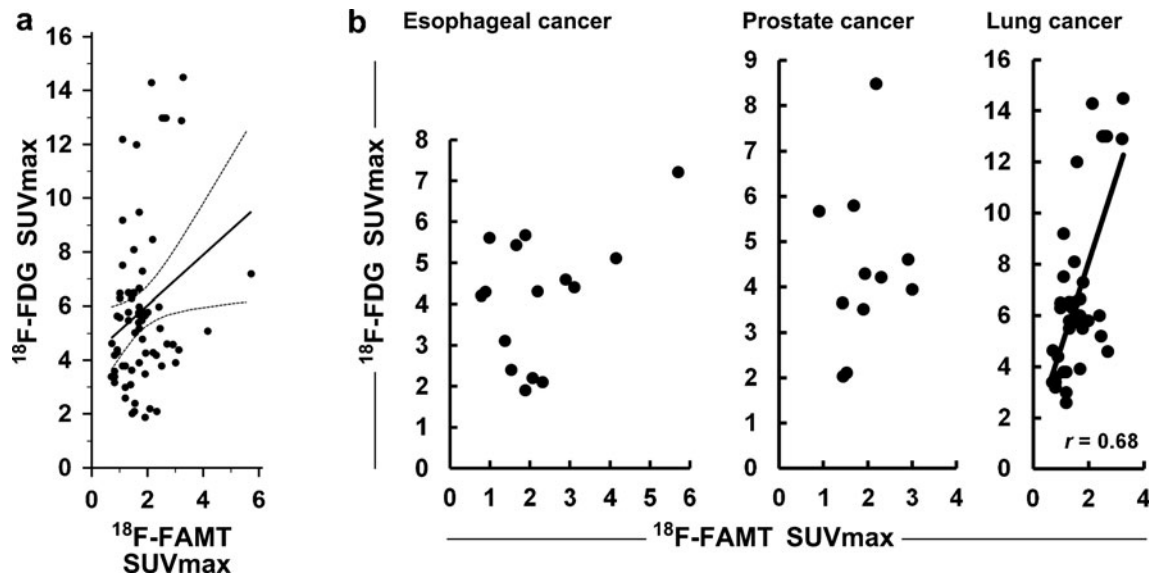 a
18F-FDG SUVmax
16
14
12
10
8
6
4
2
0
0 2 4 6
18F-FAMT
SUVmax
b
Esophageal cancer Prostate cancer Lung cancer
18F-FDG SUVmax
8
7
6
5
4
3
2
1
0
0 1 2 3 4 5 6
9
8
7
6
5
4
3
2
1
0
0 1 2 3 4
16
14
12
10
8
6
4
2
0
r = 0.68
0 1 2 3 4
18F-FAMT SUVmax